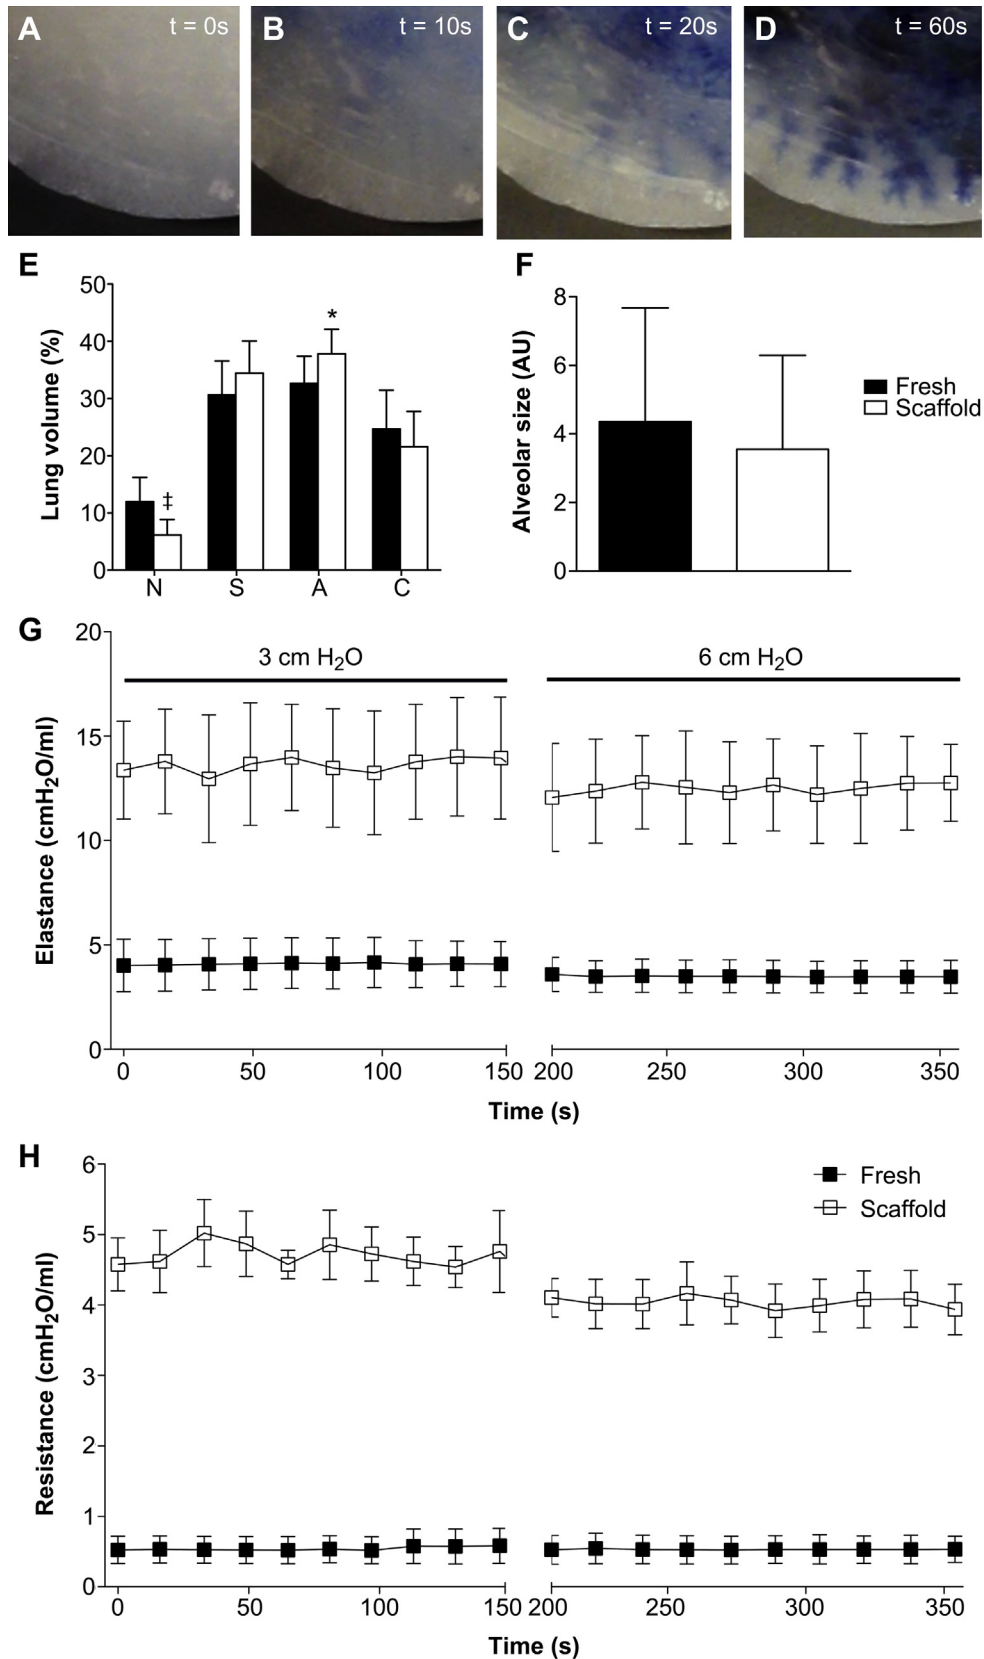 A t = 0s B t = 10s C t = 20s D t = 60s
E
50
40
30
20
10
0
Lung volume (%)
*
‡
N S A C
F
8
6
4
2
0
Alveolar size (AU)
Fresh
Scaffold
G
20
15
10
5
0
Elastance (cmH₂O/ml)
3 cm H₂O 6 cm H₂O
0 50 100 150 200 250 300 350
Time (s)
H
6
5
4
3
2
1
0
Resistance (cmH₂O/ml)
Fresh
Scaffold
0 50 100 150 200 250 300 350
Time (s)